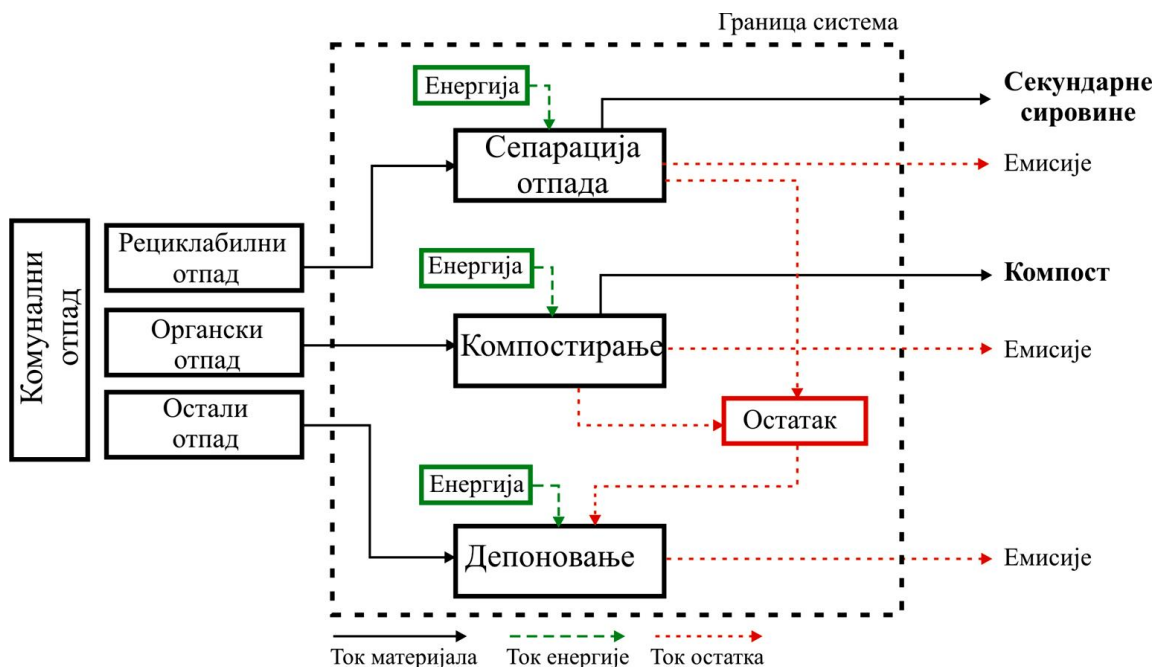 Граница система
Енергија
Секундарне
сировине
Сепарација
отпада
Емисије
Комунални
отпад
Рециклабилни
отпад
Енергија
Компост
Органски
отпад
Компостирање
Емисије
Остали
отпад
Остатак
Енергија
Депоновање
Емисије
Ток материјала
Ток енергије
Ток остатка